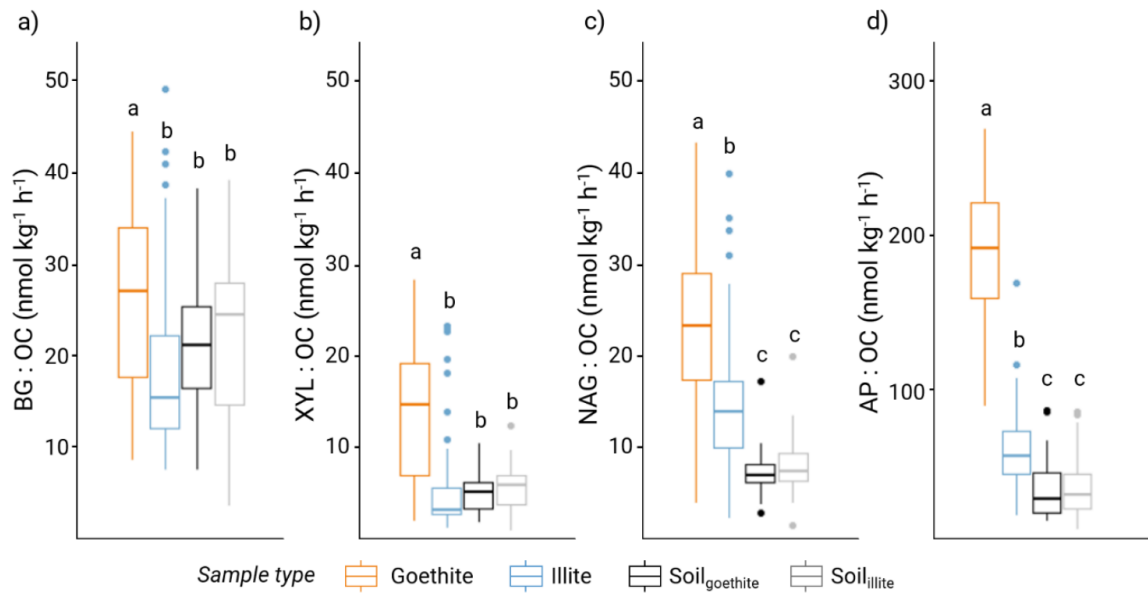 a)
BG : OC (nmol kg⁻¹ h⁻¹)
50
40
30
20
10
a
b
b
b
b)
XYL : OC (nmol kg⁻¹ h⁻¹)
50
40
30
20
10
a
b
b
b
c)
NAG : OC (nmol kg⁻¹ h⁻¹)
50
40
30
20
10
a
b
c
c
d)
AP : OC (nmol kg⁻¹ h⁻¹)
300
200
100
a
b
c
c
Sample type Goethite Illite Soilgoethite Soilillite